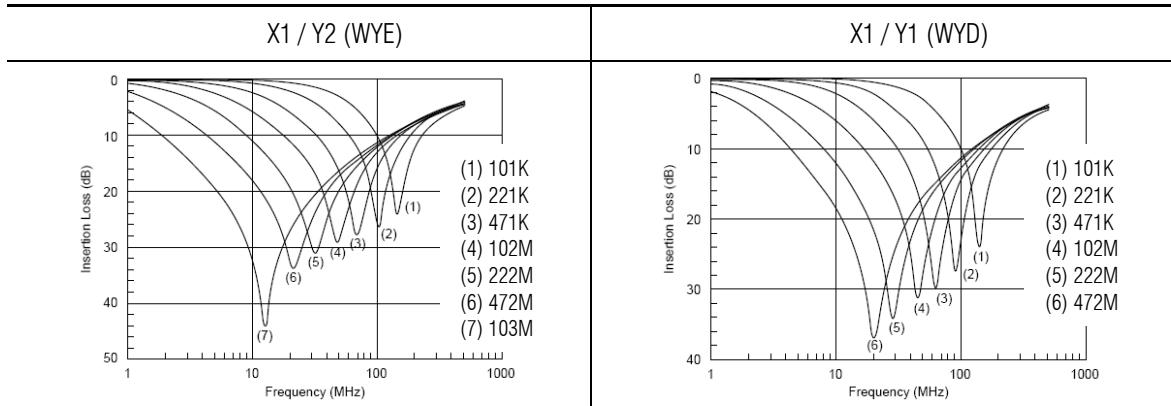 X1 / Y2 (WYE)
0
10
20
30
40
50
1
10
100
1000
Insertion Loss (dB)
Frequency (MHz)
(1)
(2)
(3)
(4)
(5)
(6)
(7)
(1) 101K
(2) 221K
(3) 471K
(4) 102M
(5) 222M
(6) 472M
(7) 103M
X1 / Y1 (WYD)
0
10
20
30
40
1
10
100
1000
Insertion Loss (dB)
Frequency (MHz)
(1)
(2)
(3)
(4)
(5)
(6)
(1) 101K
(2) 221K
(3) 471K
(4) 102M
(5) 222M
(6) 472M